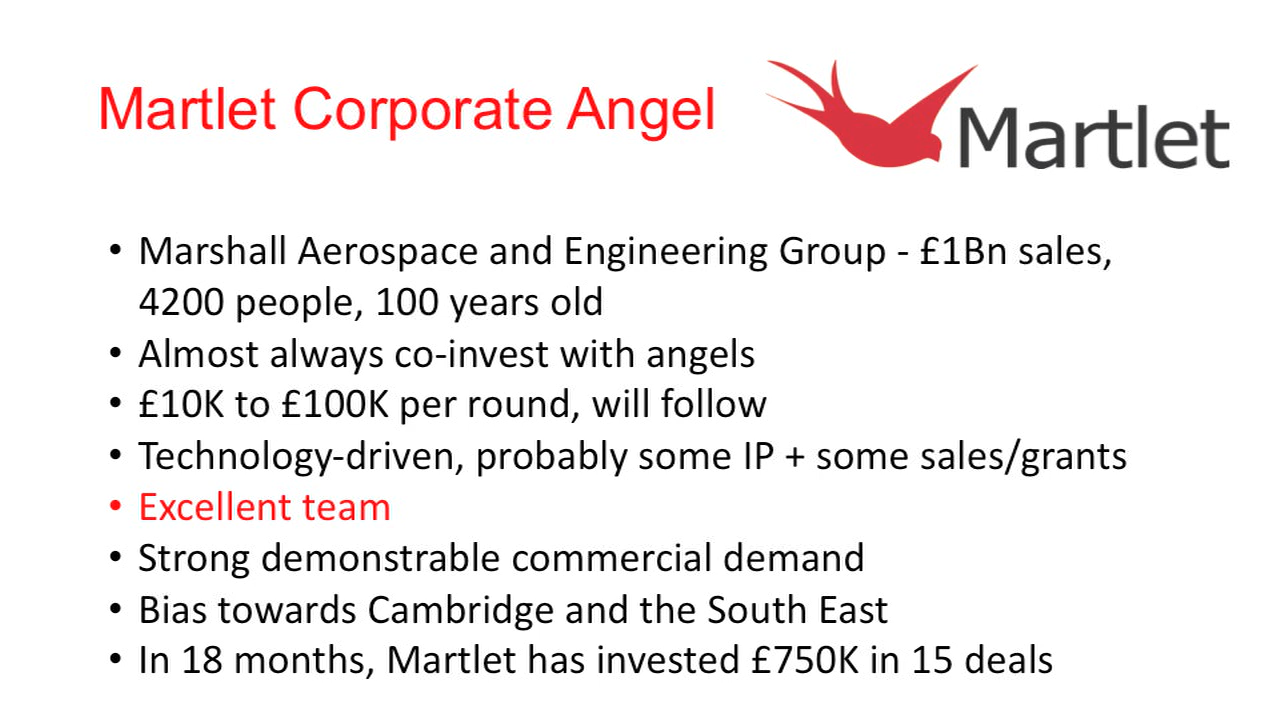 Martlet Corporate Angel
Martlet
• Marshall Aerospace and Engineering Group - £1Bn sales,
4200 people, 100 years old
• Almost always co-invest with angels
• £10K to £100K per round, will follow
• Technology-driven, probably some IP + some sales/grants
• Excellent team
• Strong demonstrable commercial demand
• Bias towards Cambridge and the South East
• In 18 months, Martlet has invested £750K in 15 deals